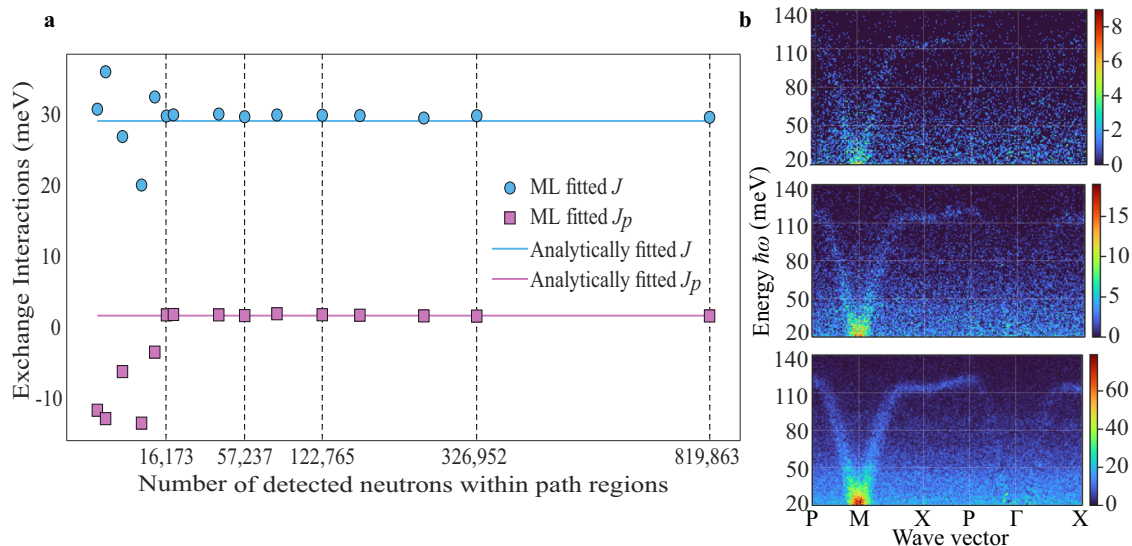 a
Exchange Interactions (meV)
30
20
10
0
-10
ML fitted J
ML fitted Jp
Analytically fitted J
Analytically fitted Jp
16,173 57,237 122,765 326,952 819,863
Number of detected neutrons within path regions
b
Energy ħω (meV)
140
110
80
50
20
8
6
4
2
0
140
110
80
50
20
15
10
5
0
140
110
80
50
20
60
40
20
0
P M X P Γ X
Wave vector